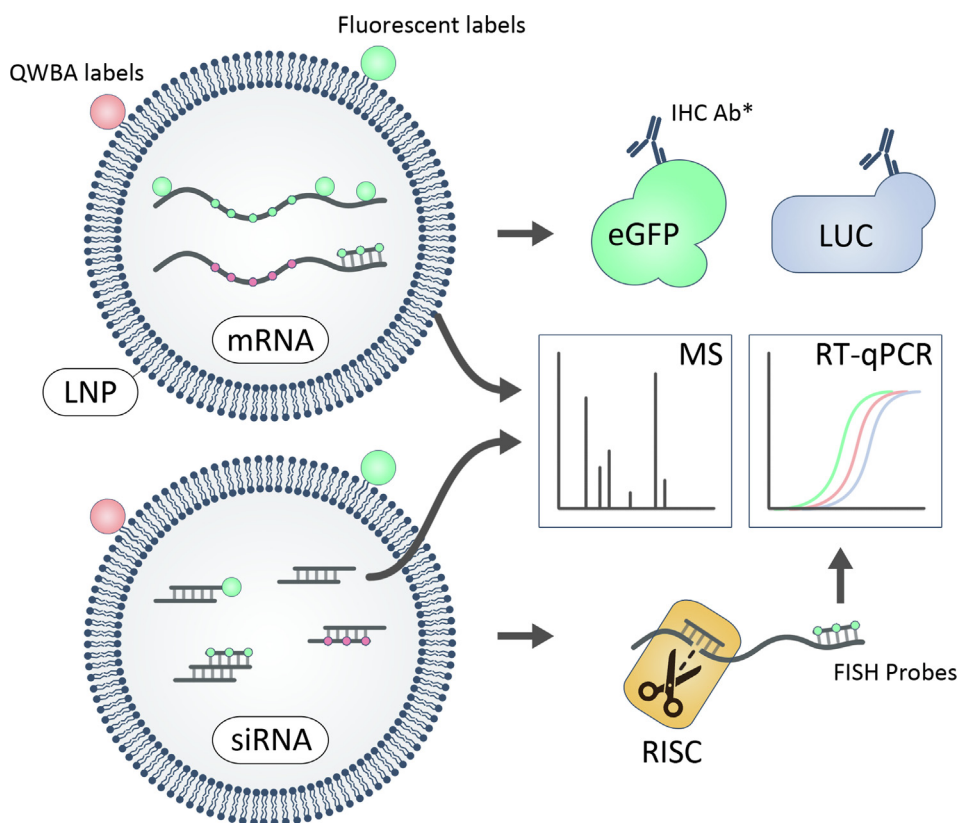 Fluorescent labels
QWBA labels
IHC Ab*
eGFP
LUC
mRNA
LNP
MS
RT-qPCR
FISH Probes
siRNA
RISC